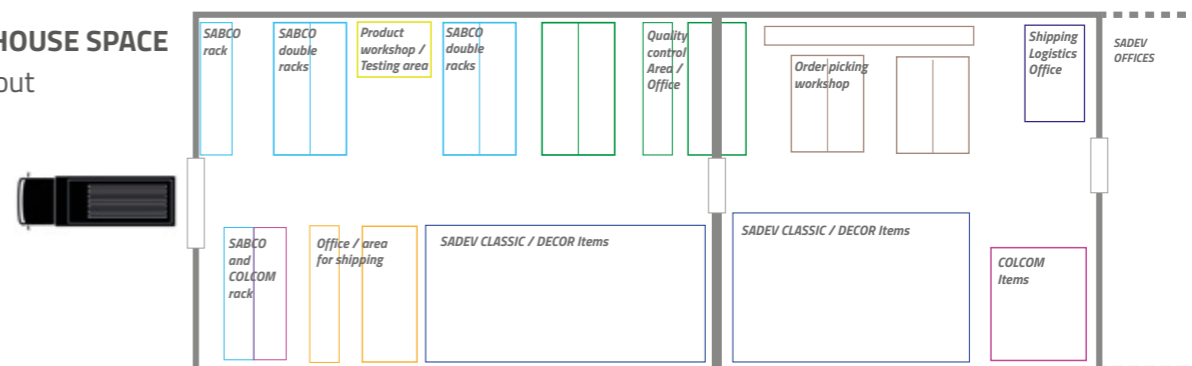 HOUSE SPACE
out
SABCO
rack
SABCO
double
racks
Product
workshop /
Testing area
SABCO
double
racks
Quality
control
Area /
Office
Order picking
workshop
Shipping
Logistics
Office
SADEV
OFFICES
SABCO
and
COLCOM
rack
Office / area
for shipping
SADEV CLASSIC / DECOR Items
SADEV CLASSIC / DECOR Items
COLCOM
Items